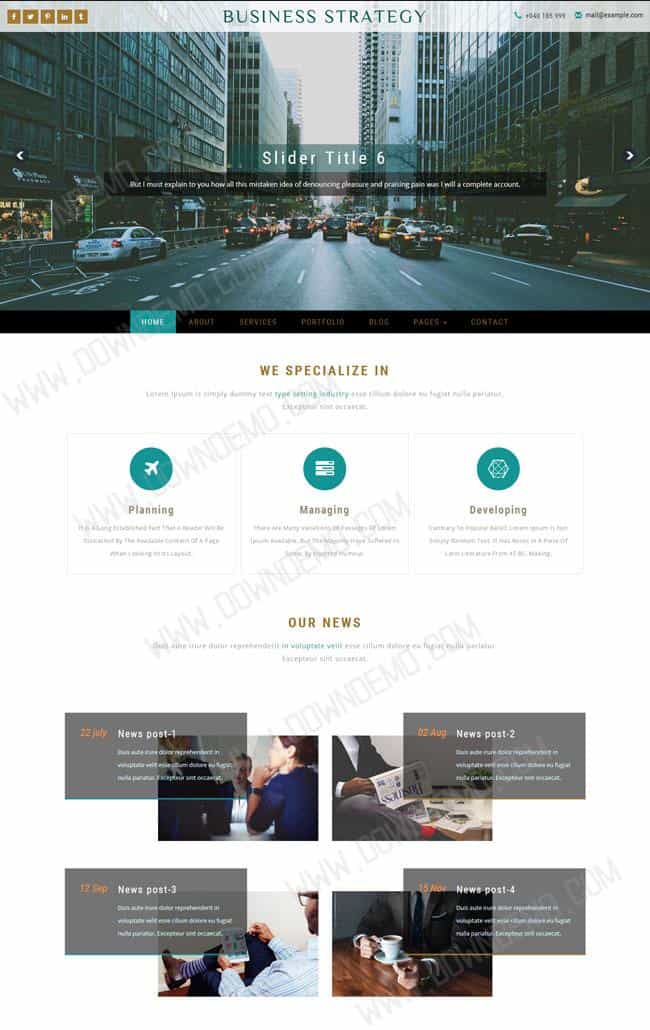 BUSINESS STRATEGY
+040 185 999
mail@example.com
Slider Title 6
But I must explain to you how all this mistaken idea of denouncing pleasure and praising pain was I will a complete account.
HOME ABOUT SERVICES PORTFOLIO BLOG PAGES CONTACT
WE SPECIALIZE IN
Lorem Ipsum is simply dummy text type setting industry esse cillum dolore eu fugiat nulla pariatur.
Excepteur sint occaecat.
Planning
It Is A Long Established Fact That A Reader Will Be
Distracted By The Readable Content Of A Page
When Looking At Its Layout.
Managing
There Are Many Variations Of Passages Of Lorem
Ipsum Available, But The Majority Have Suffered In
Some, By Injected Humour.
Developing
Contrary To Popular Belief, Lorem Ipsum Is Not
Simply Random Text. It Has Roots In A Piece Of
Latin Literature From 45 BC, Making.
OUR NEWS
Duis aute irure dolor reprehenderit in voluptate velit esse cillum dolore eu fugiat nulla pariatur.
Excepteur sint occaecat.
22 july
News post-1
Duis aute irure dolor reprehenderit in
voluptate velit esse cillum dolore eu fugiat
nulla pariatur. Excepteur sint occaecat.
02 Aug
News post-2
Duis aute irure dolor reprehenderit in
voluptate velit esse cillum dolore eu fugiat
nulla pariatur. Excepteur sint occaecat.
12 Sep
News post-3
Duis aute irure dolor reprehenderit in
voluptate velit esse cillum dolore eu fugiat
nulla pariatur. Excepteur sint occaecat.
15 Nov
News post-4
Duis aute irure dolor reprehenderit in
voluptate velit esse cillum dolore eu fugiat
nulla pariatur. Excepteur sint occaecat.
WWW.DOWNDEMO.COM